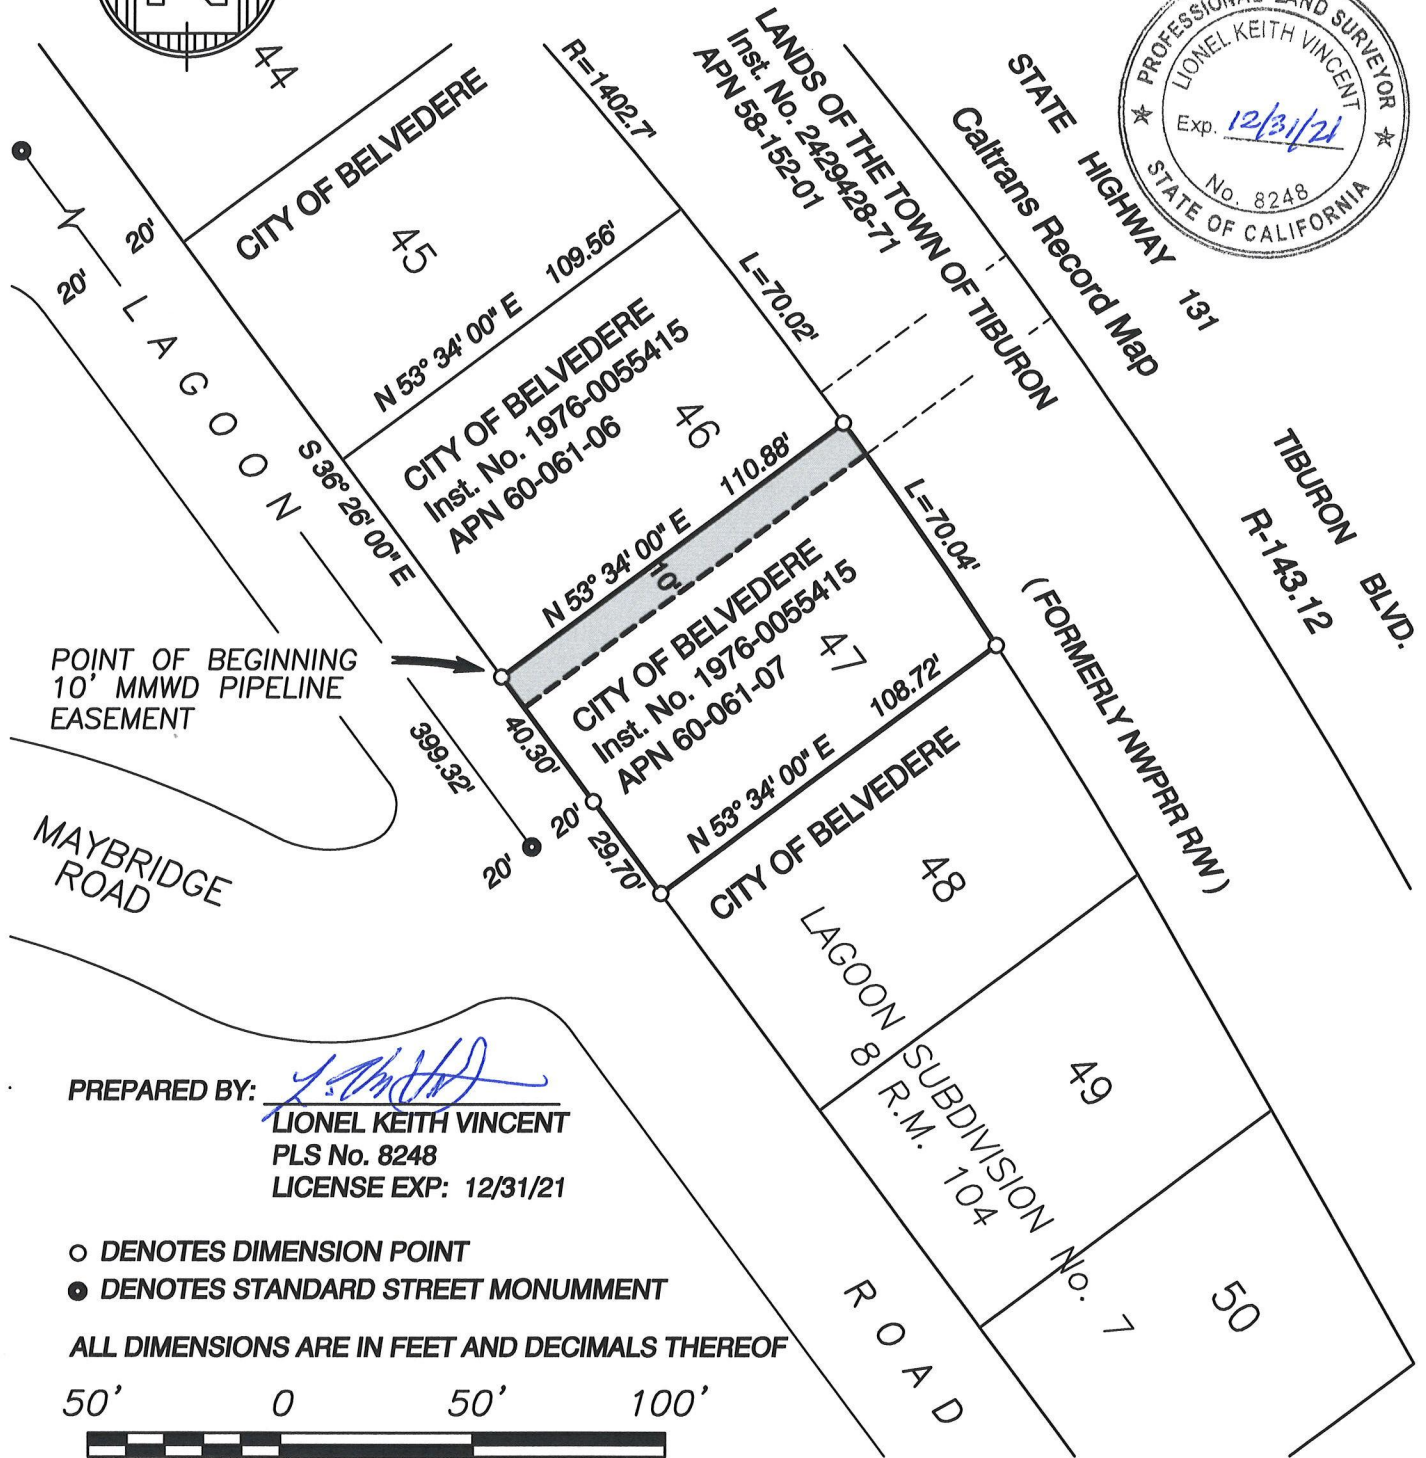 44
R=1402.7'
LANDS OF THE TOWN OF TIBURON
Inst. No. 2429428-71
APN 58-152-01
STATE HIGHWAY 131
Caltrans Record Map
PROFESSIONAL LAND SURVEYOR
LIONEL KEITH VINCENT
Exp. 12/31/21
No. 8248
STATE OF CALIFORNIA
CITY OF BELVEDERE
45
20'
20'
LAGOON
N 53° 34' 00" E 109.56'
L=70.02'
CITY OF BELVEDERE
Inst. No. 1976-0055415
APN 60-061-06
46
S 36° 26' 00" E
N 53° 34' 00" E 110.88'
10'
L=70.04'
TIBURON BLVD.
R-143.12
(FORMERLY NWPRR R/W)
POINT OF BEGINNING
10' MMWD PIPELINE
EASEMENT
CITY OF BELVEDERE
Inst. No. 1976-0055415
APN 60-061-07
47
399.32'
40.30'
20'
20'
29.70'
N 53° 34' 00" E 108.72'
CITY OF BELVEDERE
48
MAYBRIDGE
ROAD
LAGOON SUBDIVISION No. 7
8 R.M. 104
49
50
ROAD
PREPARED BY:
LIONEL KEITH VINCENT
PLS No. 8248
LICENSE EXP: 12/31/21
DENOTES DIMENSION POINT
DENOTES STANDARD STREET MONUMMENT
ALL DIMENSIONS ARE IN FEET AND DECIMALS THEREOF
50' 0 50' 100'